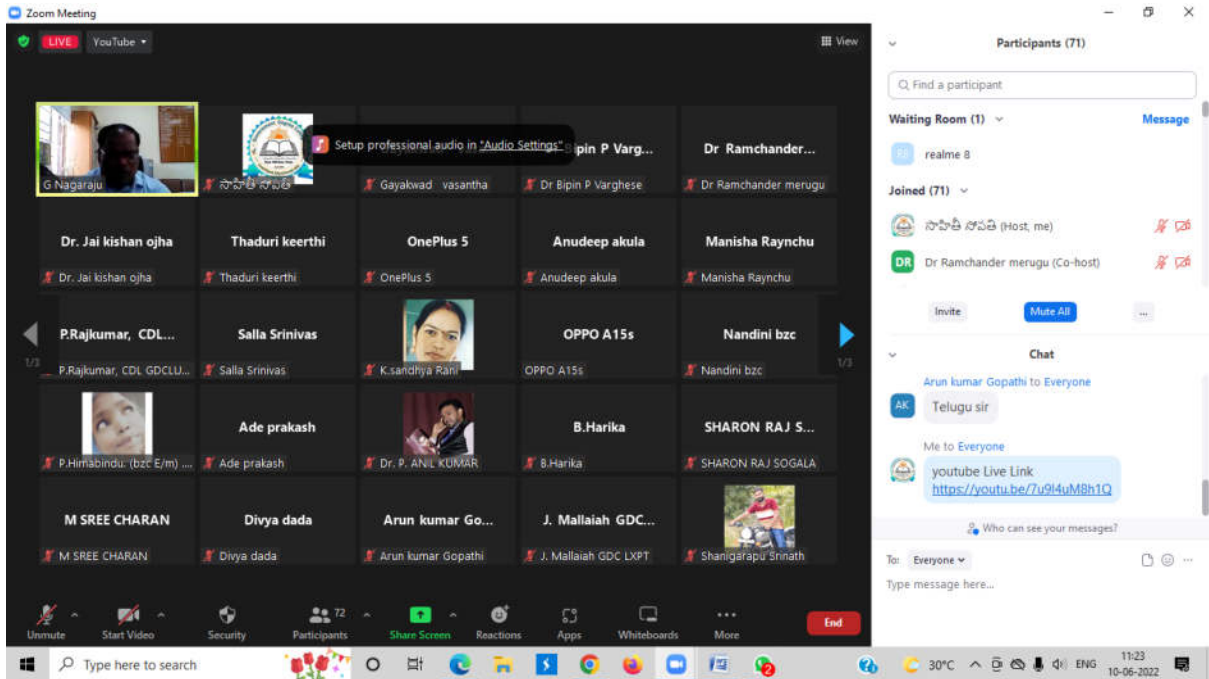 Zoom Meeting
LIVE YouTube
View
Participants (71)
Find a participant
Waiting Room (1) Message
realme 8
Joined (71)
సాహితీ సోపతి (Host, me)
DR Dr Ramchander merugu (Co-host)
Invite Mute All ...
Chat
Arun kumar Gopathi to Everyone
AK Telugu sir
Me to Everyone
youtube Live Link
https://youtu.be/7u9l4uM8h1Q
Who can see your messages?
To: Everyone
Type message here...
Setup professional audio in "Audio Settings"
pin P Varg...
Dr Ramchander...
G Nagaraju
సాహితీ సోపతి
Gayakwad vasantha
Dr Bipin P Varghese
Dr Ramchander merugu
Dr. Jai kishan ojha
Thaduri keerthi
OnePlus 5
Anudeep akula
Manisha Raynchu
Dr. Jai kishan ojha
Thaduri keerthi
OnePlus 5
Anudeep akula
Manisha Raynchu
P.Rajkumar, CDL...
Salla Srinivas
OPPO A15s
Nandini bzc
1/3
1/3
P.Rajkumar, CDL GDCLU...
Salla Srinivas
K.sandhya Rani
OPPO A15s
Nandini bzc
Ade prakash
B.Harika
SHARON RAJ S...
P.Himabindu: (bzc E/m) ....
Ade prakash
Dr. P. ANIL KUMAR
B.Harika
SHARON RAJ SOGALA
M SREE CHARAN
Divya dada
Arun kumar Go...
J. Mallaiah GDC...
M SREE CHARAN
Divya dada
Arun kumar Gopathi
J. Mallaiah GDC LXPT
Shanigarapu Srinath
72
Unmute
Start Video
Security
Participants
Share Screen
Reactions
Apps
Whiteboards
More
End
Type here to search
30°C
ENG
11:23
10-06-2022